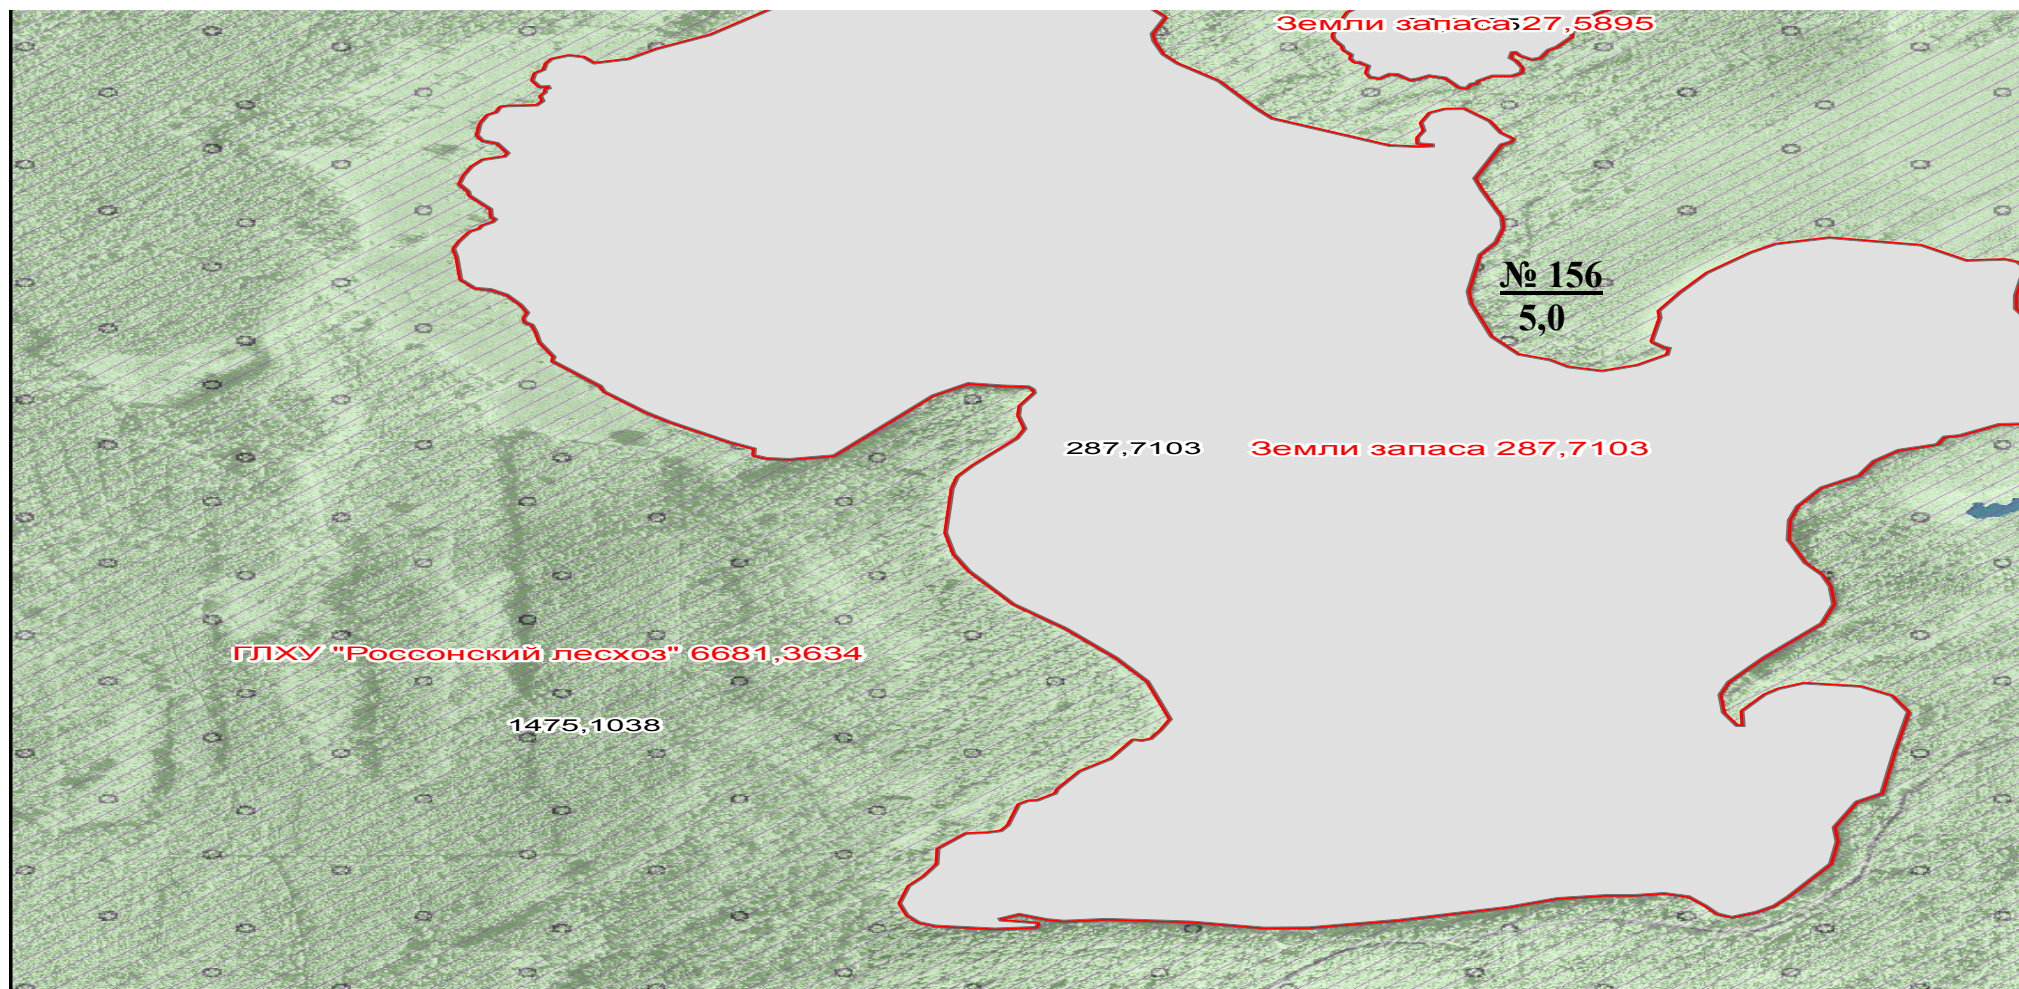 Земли запаса 27,5895
№ 156
5,0
287,7103 Земли запаса 287,7103
ГЛХУ "Россонский лесхоз" 6681,3634
1475,1038